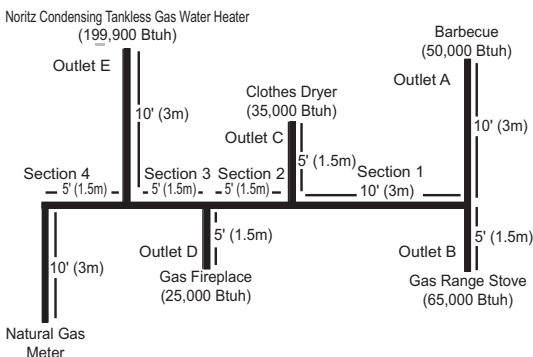 Noritz Condensing Tankless Gas Water Heater
(199,900 Btuh)
Outlet E
10' (3m)
Barbecue
(50,000 Btuh)
Outlet A
10' (3m)
Clothes Dryer
(35,000 Btuh)
Outlet C
5' (1.5m)
Section 4
5' (1.5m)
Section 3
5' (1.5m)
Section 2
5' (1.5m)
Section 1
10' (3m)
10' (3m)
Natural Gas
Meter
Outlet D
5' (1.5m)
Gas Fireplace
(25,000 Btuh)
Outlet B
5' (1.5m)
Gas Range Stove
(65,000 Btuh)